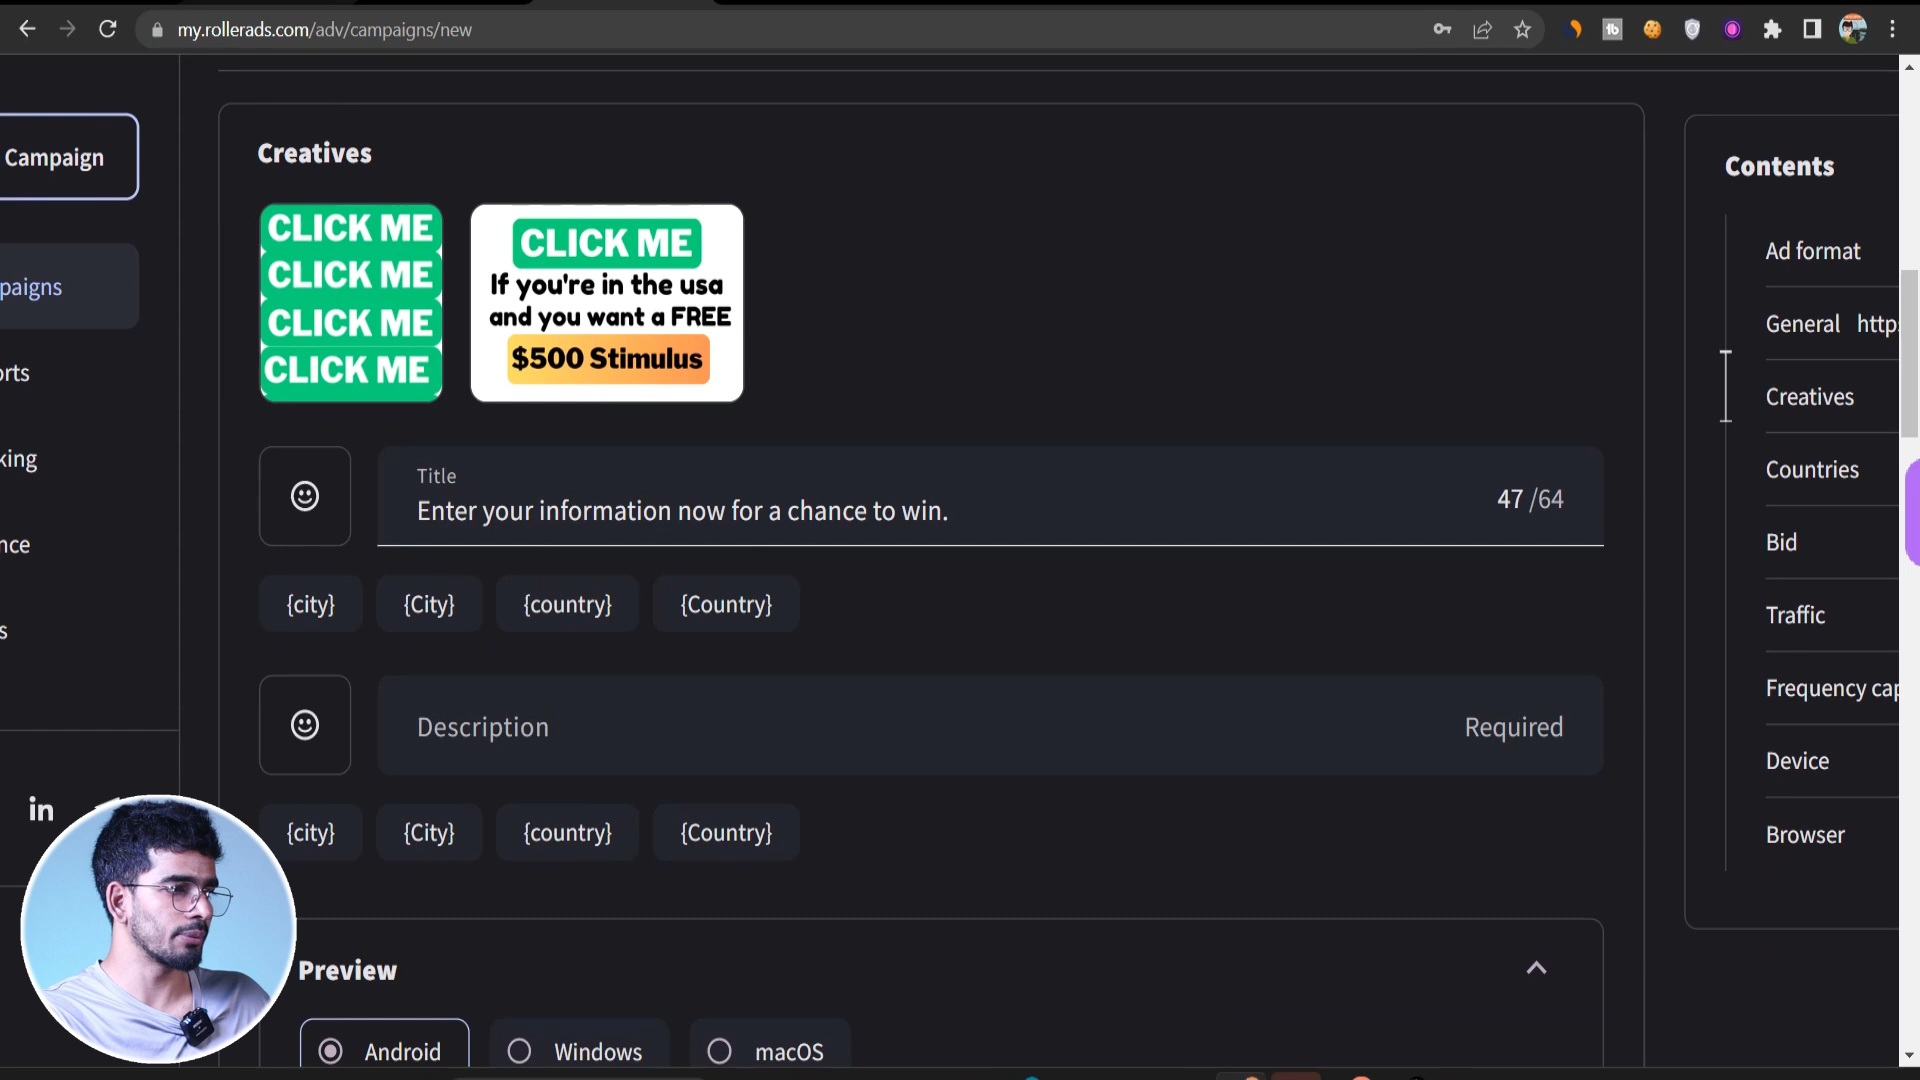 my.rollerads.com/adv/campaigns/new
Campaign
paigns
orts
king
nce
s
in
Creatives
CLICK ME
CLICK ME
CLICK ME
CLICK ME
CLICK ME
If you're in the usa
and you want a FREE
$500 Stimulus
Title
Enter your information now for a chance to win.
47 /64
{city} {City} {country} {Country}
Description
Required
{city} {City} {country} {Country}
Preview
Android
Windows
macOS
Contents
Ad format
General http
Creatives
Countries
Bid
Traffic
Frequency cap
Device
Browser